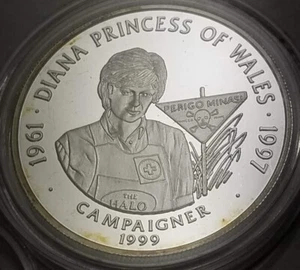 1961 · DIANA PRINCESS OF WALES · 1997
PERIGO MINAS!
THE
HALO
CAMPAIGNER
1999